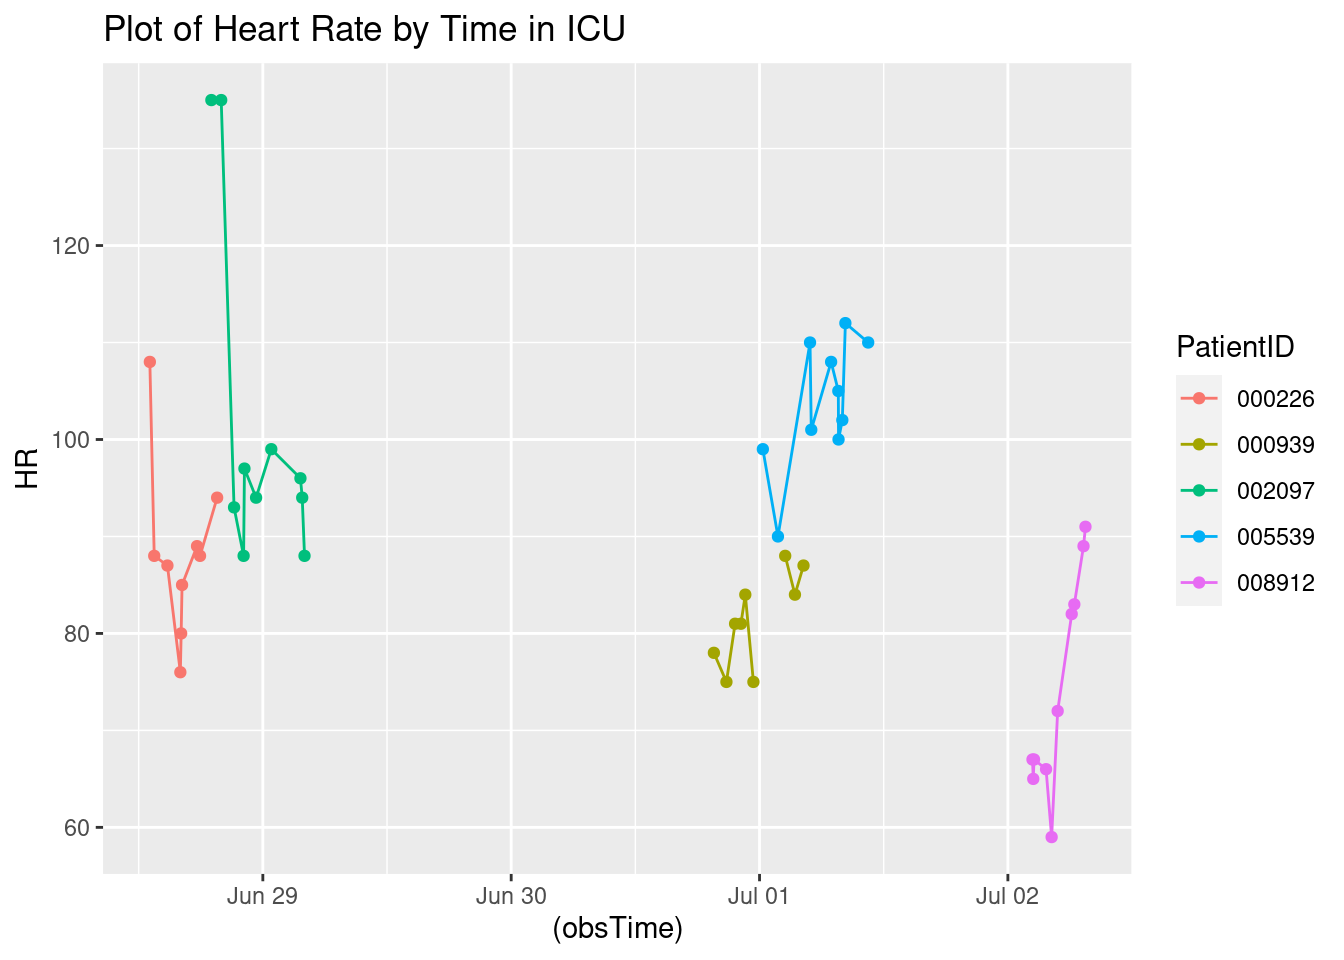 Plot of Heart Rate by Time in ICU
HR
120
100
80
60
Jun 29
Jun 30
Jul 01
Jul 02
(obsTime)
PatientID
000226
000939
002097
005539
008912